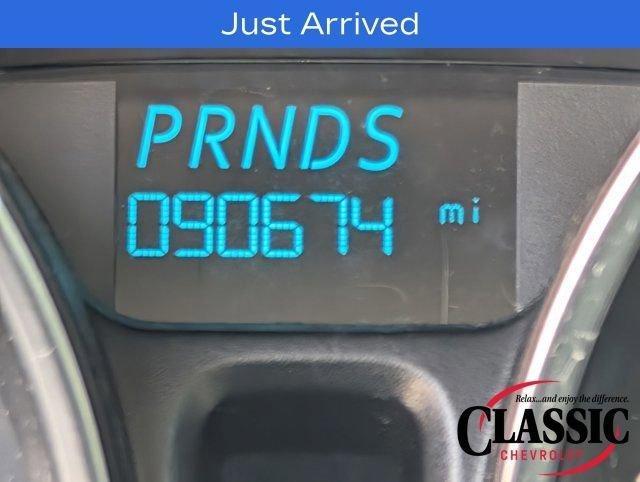 Just Arrived
PRNDS
090674 mi
Relax...and enjoy the difference.
CLASSIC
CHEVROLET